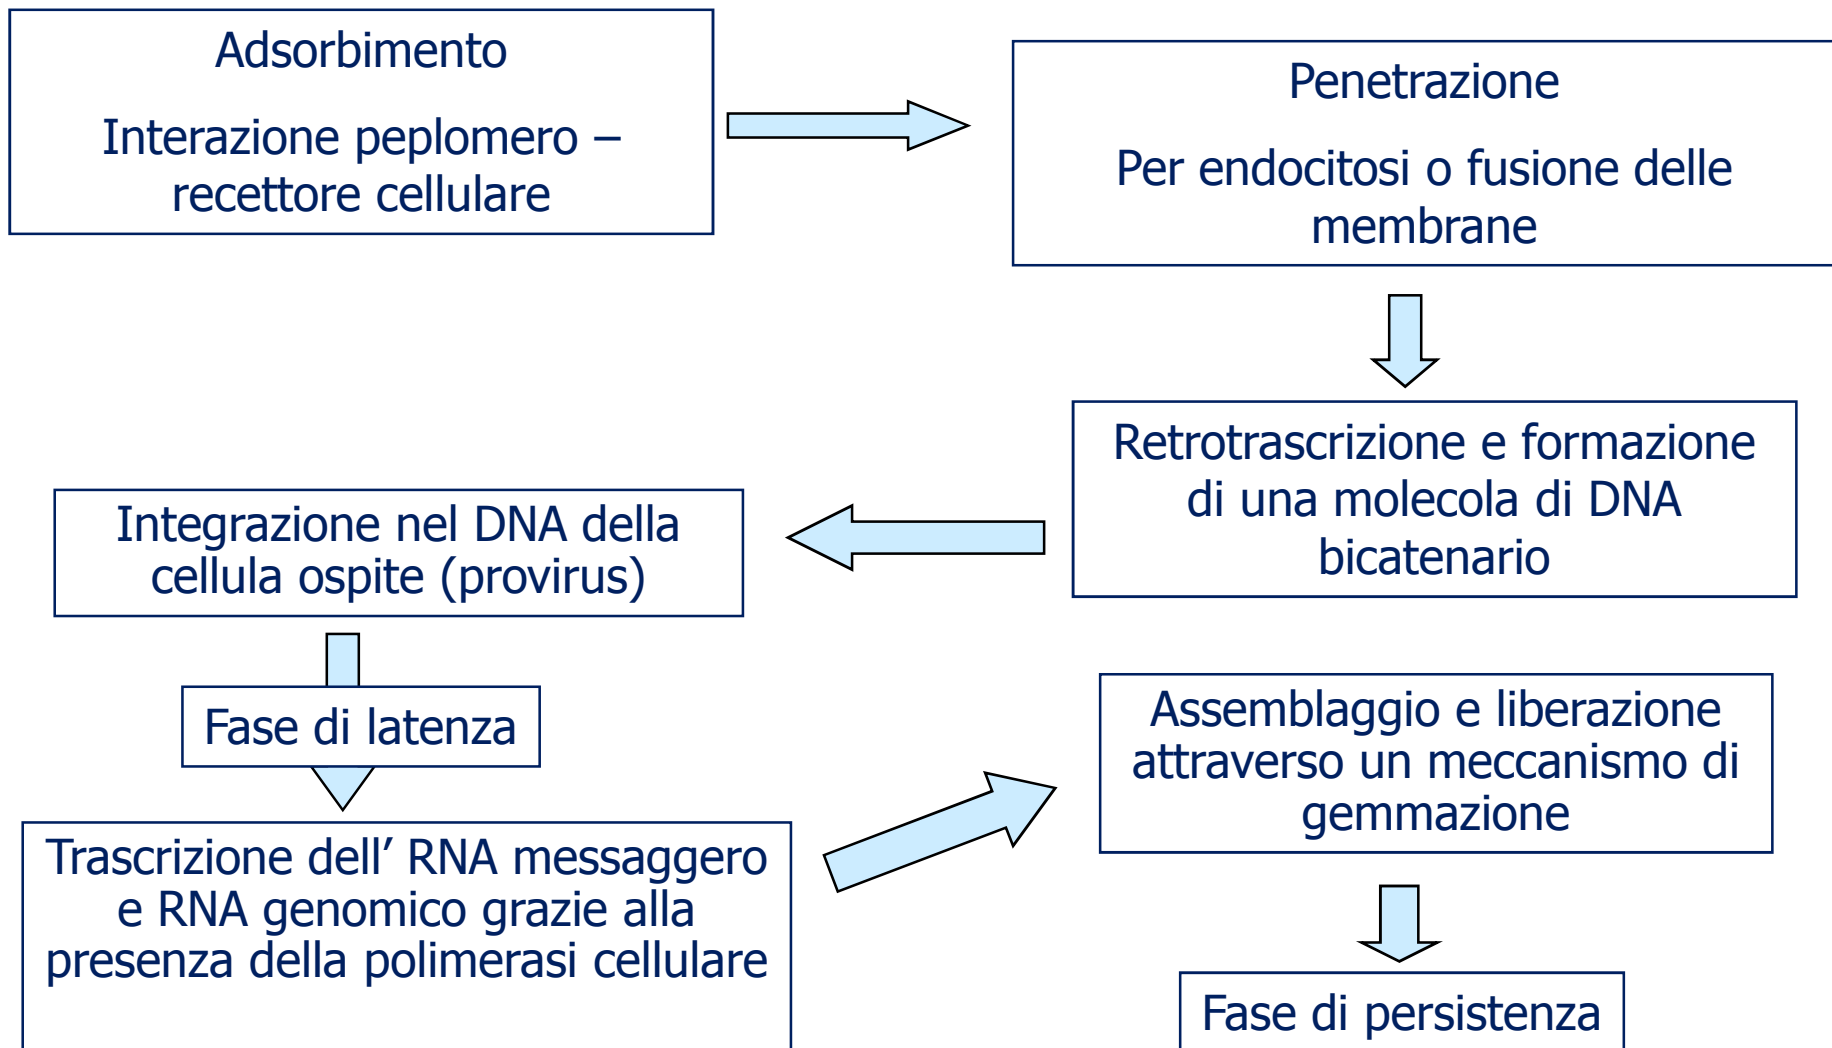 Adsorbimento
Interazione peplomero –
recettore cellulare
Penetrazione
Per endocitosi o fusione delle
membrane
Retrotrascrizione e formazione
di una molecola di DNA
bicatenario
Integrazione nel DNA della
cellula ospite (provirus)
Fase di latenza
Trascrizione dell’ RNA messaggero
e RNA genomico grazie alla
presenza della polimerasi cellulare
Assemblaggio e liberazione
attraverso un meccanismo di
gemmazione
Fase di persistenza